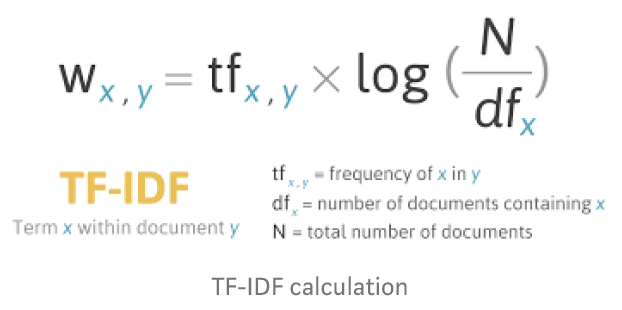 w x , y = tf x , y × log ( N / df x )
TF-IDF
Term x within document y
tf x, y = frequency of x in y
df x = number of documents containing x
N = total number of documents
TF-IDF calculation